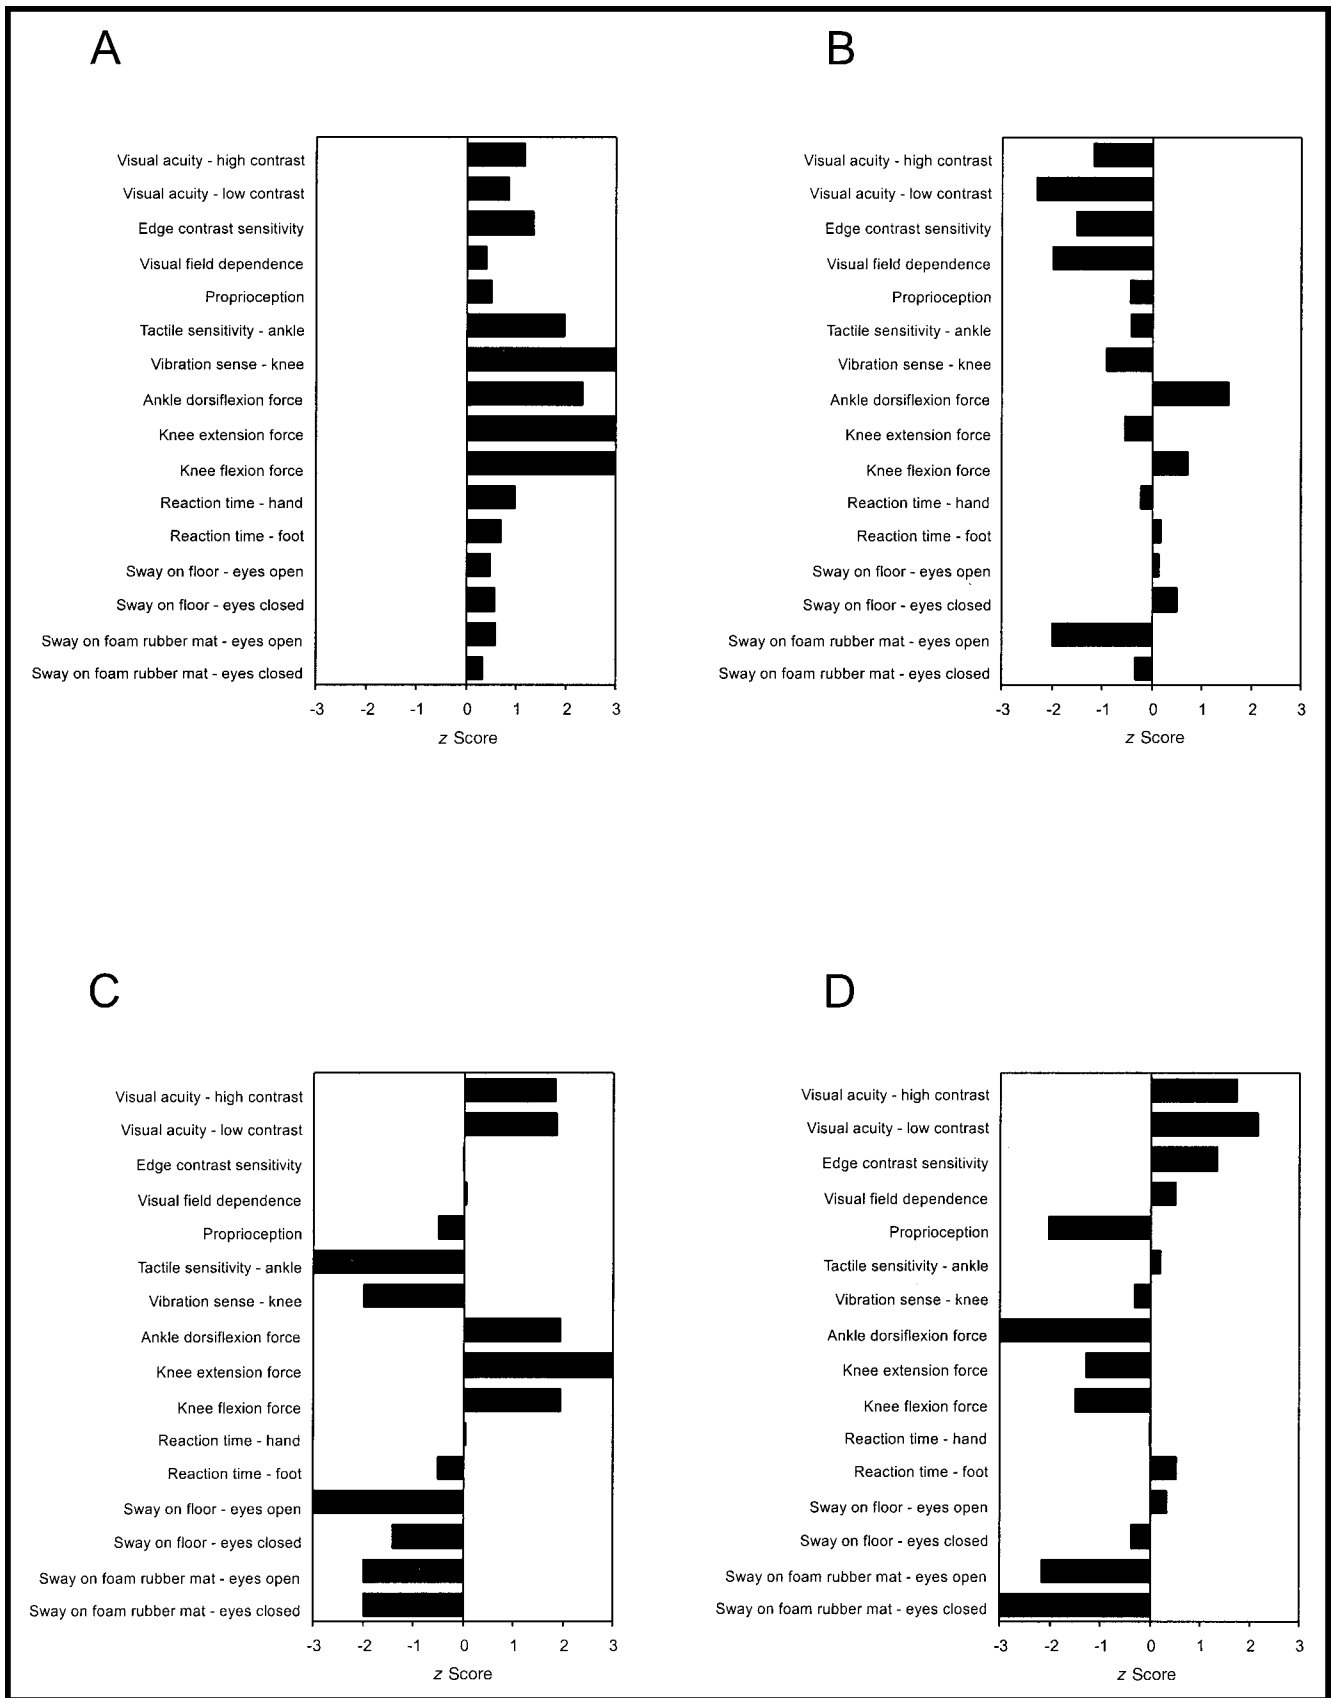 A
Visual acuity - high contrast
Visual acuity - low contrast
Edge contrast sensitivity
Visual field dependence
Proprioception
Tactile sensitivity - ankle
Vibration sense - knee
Ankle dorsiflexion force
Knee extension force
Knee flexion force
Reaction time - hand
Reaction time - foot
Sway on floor - eyes open
Sway on floor - eyes closed
Sway on foam rubber mat - eyes open
Sway on foam rubber mat - eyes closed
-3 -2 -1 0 1 2 3
z Score
B
Visual acuity - high contrast
Visual acuity - low contrast
Edge contrast sensitivity
Visual field dependence
Proprioception
Tactile sensitivity - ankle
Vibration sense - knee
Ankle dorsiflexion force
Knee extension force
Knee flexion force
Reaction time - hand
Reaction time - foot
Sway on floor - eyes open
Sway on floor - eyes closed
Sway on foam rubber mat - eyes open
Sway on foam rubber mat - eyes closed
-3 -2 -1 0 1 2 3
z Score
C
Visual acuity - high contrast
Visual acuity - low contrast
Edge contrast sensitivity
Visual field dependence
Proprioception
Tactile sensitivity - ankle
Vibration sense - knee
Ankle dorsiflexion force
Knee extension force
Knee flexion force
Reaction time - hand
Reaction time - foot
Sway on floor - eyes open
Sway on floor - eyes closed
Sway on foam rubber mat - eyes open
Sway on foam rubber mat - eyes closed
-3 -2 -1 0 1 2 3
z Score
D
Visual acuity - high contrast
Visual acuity - low contrast
Edge contrast sensitivity
Visual field dependence
Proprioception
Tactile sensitivity - ankle
Vibration sense - knee
Ankle dorsiflexion force
Knee extension force
Knee flexion force
Reaction time - hand
Reaction time - foot
Sway on floor - eyes open
Sway on floor - eyes closed
Sway on foam rubber mat - eyes open
Sway on foam rubber mat - eyes closed
-3 -2 -1 0 1 2 3
z Score